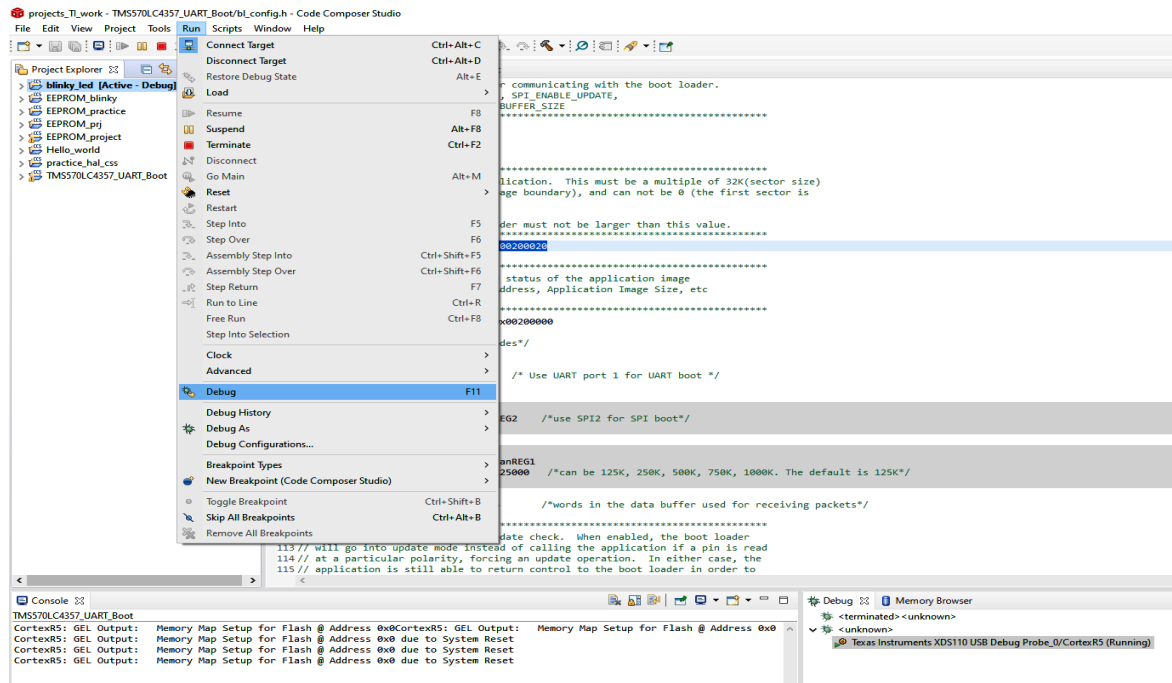 projects_TI_work - TMS570LC4357_UART_Boot/bl_config.h - Code Composer Studio
File Edit View Project Tools Run Scripts Window Help
Project Explorer
blinky_led [Active - Debug]
EEPROM_blinky
EEPROM_practice
EEPROM_prj
EEPROM_project
Hello_world
practice_hal_css
TMS570LC4357_UART_Boot
Connect Target Ctrl+Alt+C
Disconnect Target Ctrl+Alt+D
Restore Debug State Alt+E
Load >
Resume F8
Suspend Alt+F8
Terminate Ctrl+F2
Disconnect
Go Main Alt+M
Reset >
Restart
Step Into F5
Step Over F6
Assembly Step Into Ctrl+Shift+F5
Assembly Step Over Ctrl+Shift+F6
Step Return F7
Run to Line Ctrl+R
Free Run Ctrl+F8
Step Into Selection
Clock >
Advanced >
Debug F11
Debug History >
Debug As >
Debug Configurations...
Breakpoint Types >
New Breakpoint (Code Composer Studio) >
Toggle Breakpoint Ctrl+Shift+B
Skip All Breakpoints Ctrl+Alt+B
Remove All Breakpoints
r communicating with the boot loader.
, SPI_ENABLE_UPDATE,
BUFFER_SIZE
*********************************************
*********************************************
lication.  This must be a multiple of 32K(sector size)
age boundary), and can not be 0 (the first sector is
der must not be larger than this value.
*********************************************
00200020
*********************************************
status of the application image
ddress, Application Image Size, etc
*********************************************
x00200000
des*/
/* Use UART port 1 for UART boot */
EG2    /*use SPI2 for SPI boot*/
anREG1
25000   /*can be 125K, 250K, 500K, 750K, 1000K. The default is 125K*/
/*words in the data buffer used for receiving packets*/
*********************************************
date check.  When enabled, the boot loader
113 // will go into update mode instead of calling the application if a pin is read
114 // at a particular polarity, forcing an update operation.  In either case, the
115 // application is still able to return control to the boot loader in order to
Console
TMS570LC4357_UART_Boot
CortexR5: GEL Output:   Memory Map Setup for Flash @ Address 0x0CortexR5: GEL Output:   Memory Map Setup for Flash @ Address 0x0
CortexR5: GEL Output:   Memory Map Setup for Flash @ Address 0x0 due to System Reset
CortexR5: GEL Output:   Memory Map Setup for Flash @ Address 0x0 due to System Reset
CortexR5: GEL Output:   Memory Map Setup for Flash @ Address 0x0 due to System Reset
Debug Memory Browser
<terminated><unknown>
<unknown>
Texas Instruments XDS110 USB Debug Probe_0/CortexR5 (Running)